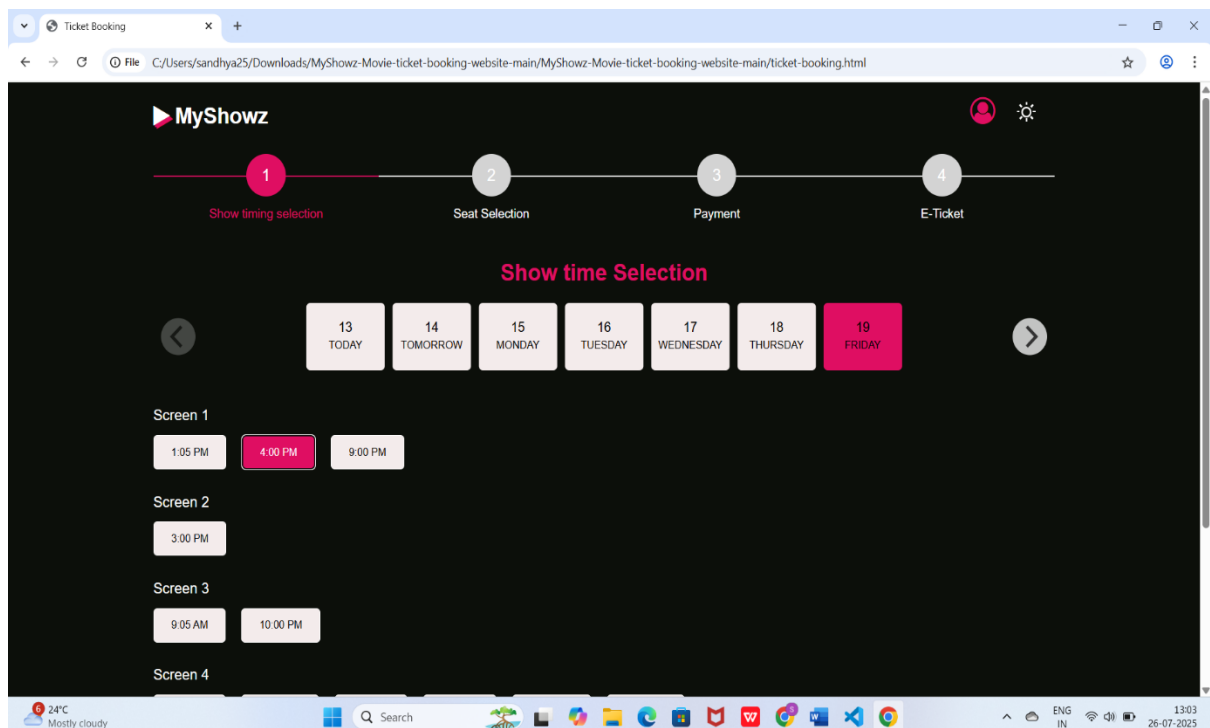 Ticket Booking
File C:/Users/sandhya25/Downloads/MyShowz-Movie-ticket-booking-website-main/MyShowz-Movie-ticket-booking-website-main/ticket-booking.html
MyShowz
1 2 3 4
Show timing selection Seat Selection Payment E-Ticket
Show time Selection
13 14 15 16 17 18 19
TODAY TOMORROW MONDAY TUESDAY WEDNESDAY THURSDAY FRIDAY
Screen 1
1:05 PM 4:00 PM 9:00 PM
Screen 2
3:00 PM
Screen 3
9:05 AM 10:00 PM
Screen 4
6 24°C
Mostly cloudy
Search
ENG
IN
13:03
26-07-2025